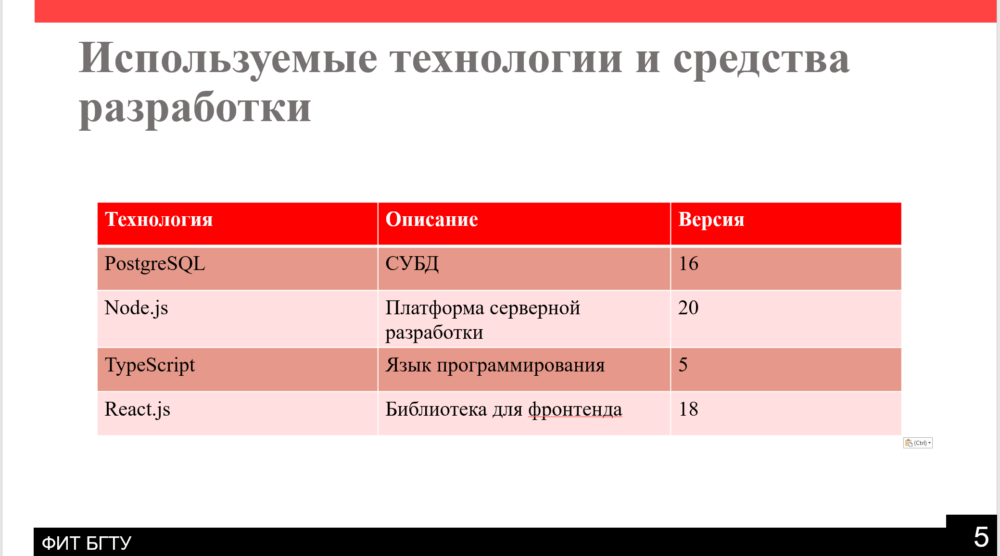 Используемые технологии и средства
разработки
Технология Описание Версия
PostgreSQL СУБД 16
Node.js Платформа серверной 20
разработки
TypeScript Язык программирования 5
React.js Библиотека для фронтенда 18
(Ctrl)
ФИТ БГТУ 5